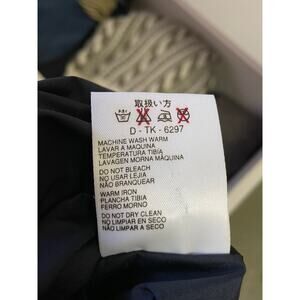 取扱い方
D - TK - 6297
MACHINE WASH WARM
LAVAR A MAQUINA
TEMPERATURA TIBIA
LAVAGEN MORNA MÁQUINA
DO NOT BLEACH
NO USAR LEJIA
NÃO BRANQUEAR
WARM IRON
PLANCHA TIBIA
FERRO MORNO
DO NOT DRY CLEAN
NO LIMPIAR EN SECO
NÃO LIMPAR A SECO